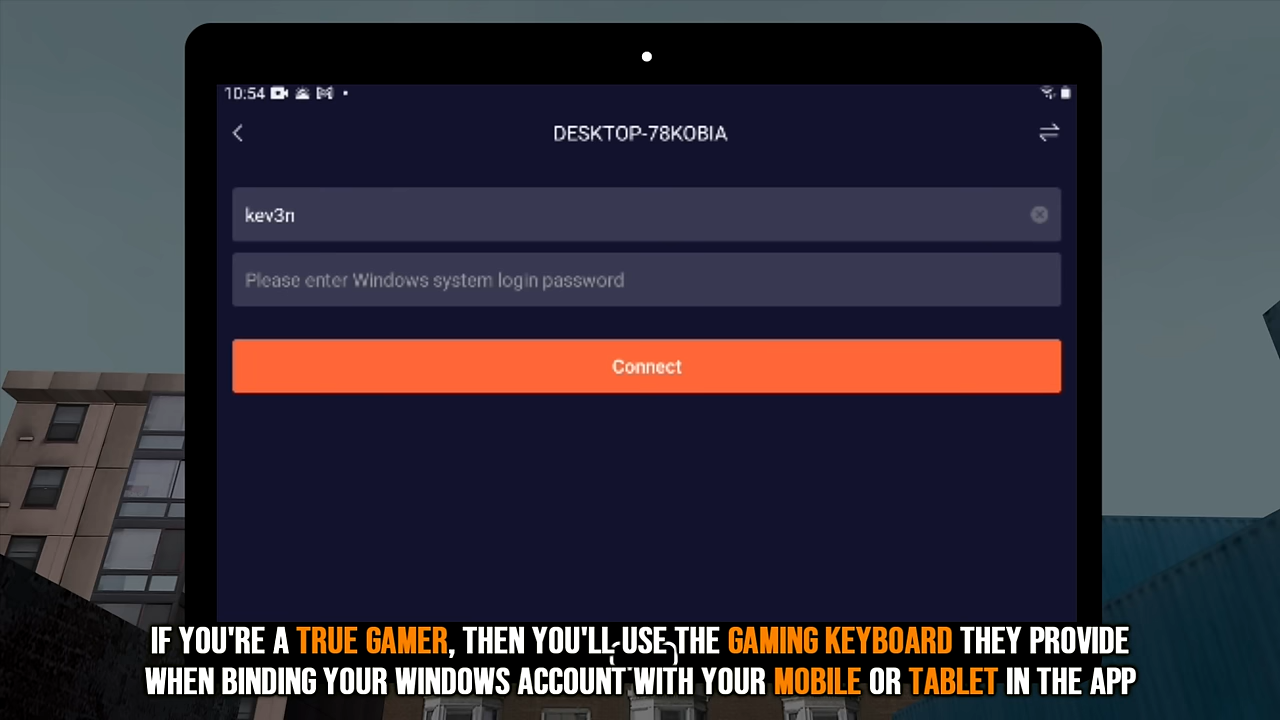 10:54
DESKTOP-78KOBIA
kev3n
Please enter Windows system login password
Connect
IF YOU'RE A TRUE GAMER, THEN YOU'LL USE THE GAMING KEYBOARD THEY PROVIDE
WHEN BINDING YOUR WINDOWS ACCOUNT WITH YOUR MOBILE OR TABLET IN THE APP